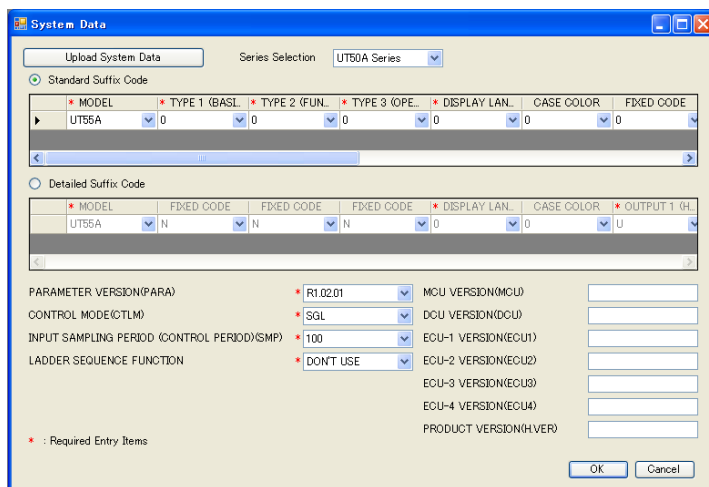 System Data
Upload System Data Series Selection UT50A Series
Standard Suffix Code
* MODEL * TYPE 1 (BASI... * TYPE 2 (FUN... * TYPE 3 (OPE... * DISPLAY LAN... CASE COLOR FIXED CODE
UT55A 0 0 0 0 0 0
Detailed Suffix Code
* MODEL FIXED CODE FIXED CODE FIXED CODE * DISPLAY LAN... CASE COLOR * OUTPUT 1 (H...
UT55A N N N 0 0 U
PARAMETER VERSION(PARA) * R1.02.01 MCU VERSION(MCU)
CONTROL MODE(CTLM) * SGL DCU VERSION(DCU)
INPUT SAMPLING PERIOD (CONTROL PERIOD)(SMP) * 100 ECU-1 VERSION(ECU1)
LADDER SEQUENCE FUNCTION * DON'T USE ECU-2 VERSION(ECU2)
ECU-3 VERSION(ECU3)
ECU-4 VERSION(ECU4)
PRODUCT VERSION(H.VER)
* : Required Entry Items
OK Cancel